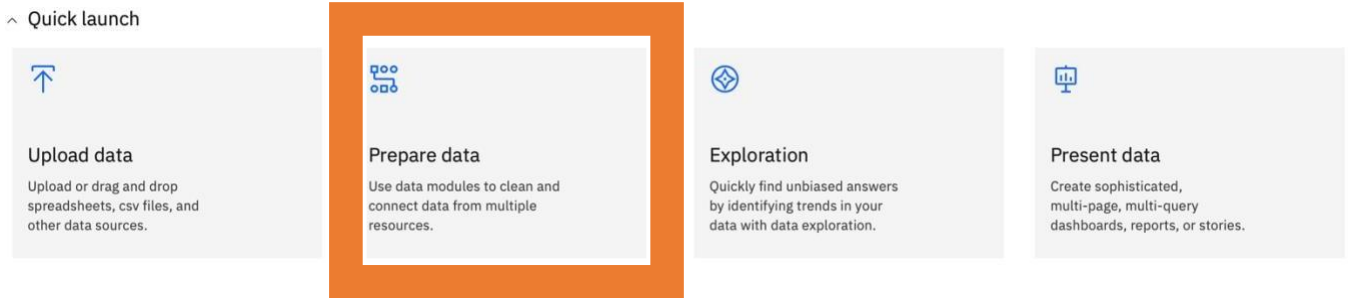 Quick launch
Upload data
Upload or drag and drop
spreadsheets, csv files, and
other data sources.
Prepare data
Use data modules to clean and
connect data from multiple
resources.
Exploration
Quickly find unbiased answers
by identifying trends in your
data with data exploration.
Present data
Create sophisticated,
multi-page, multi-query
dashboards, reports, or stories.